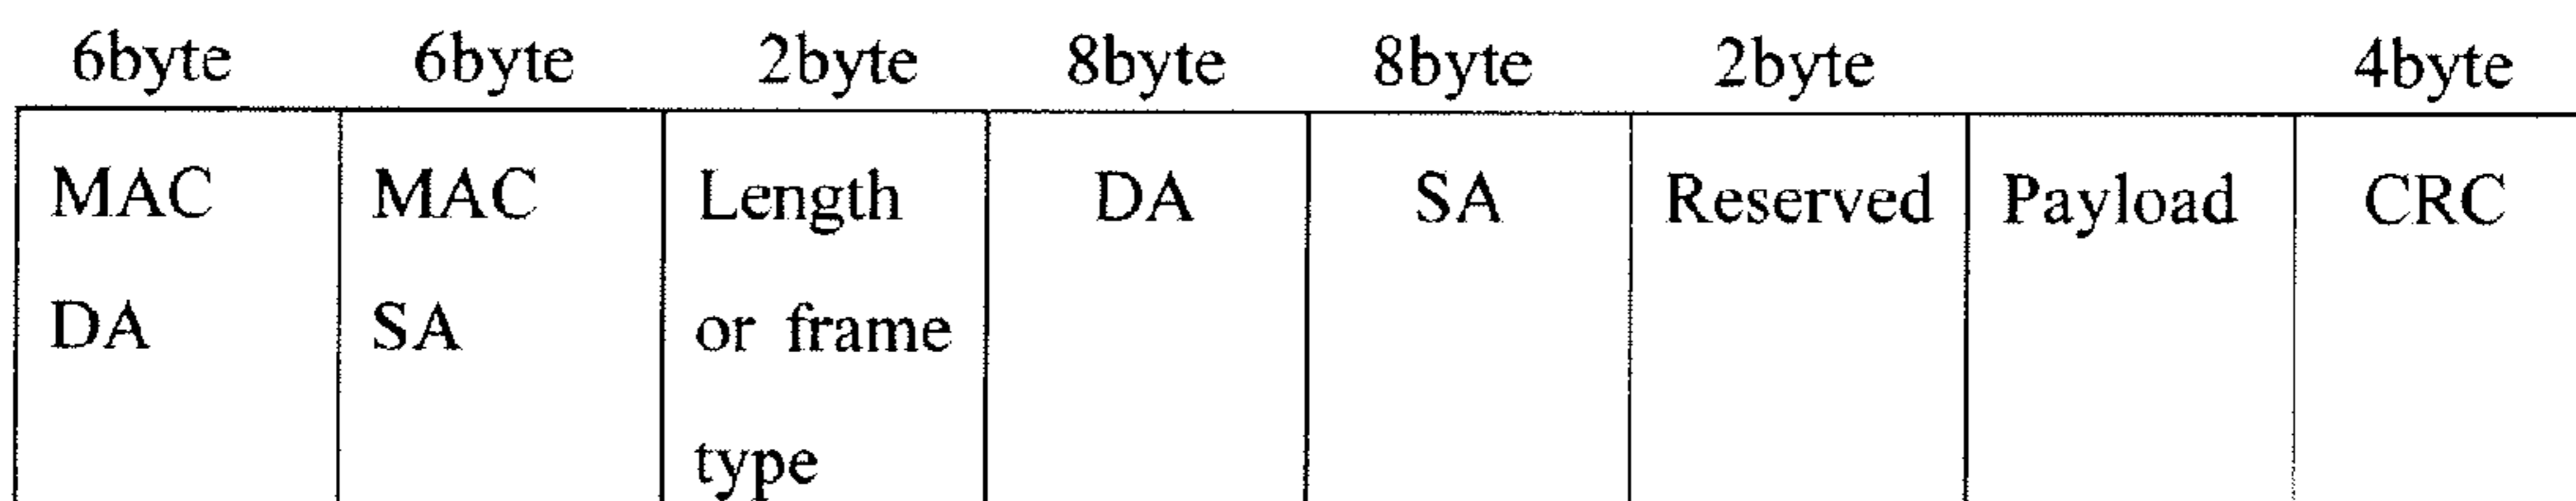 6byte 6byte 2byte 8byte 8byte 2byte 4byte
MAC MAC Length DA SA Reserved Payload CRC
DA SA or frame
type